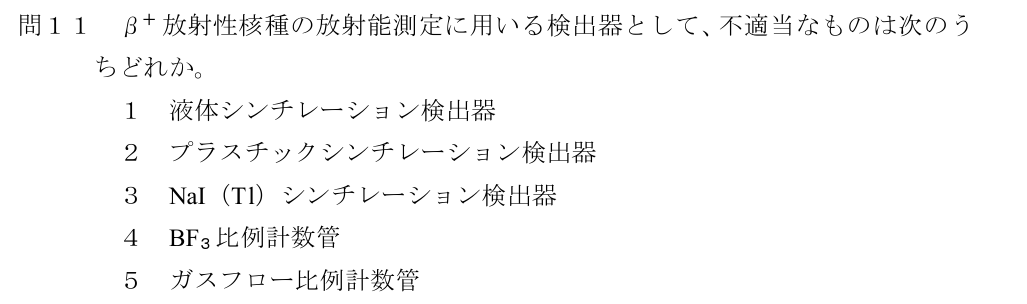 問11　β⁺放射性核種の放射能測定に用いる検出器として、不適当なものは次のう
ちどれか。
1　液体シンチレーション検出器
2　プラスチックシンチレーション検出器
3　NaI（Tl）シンチレーション検出器
4　BF₃比例計数管
5　ガスフロー比例計数管